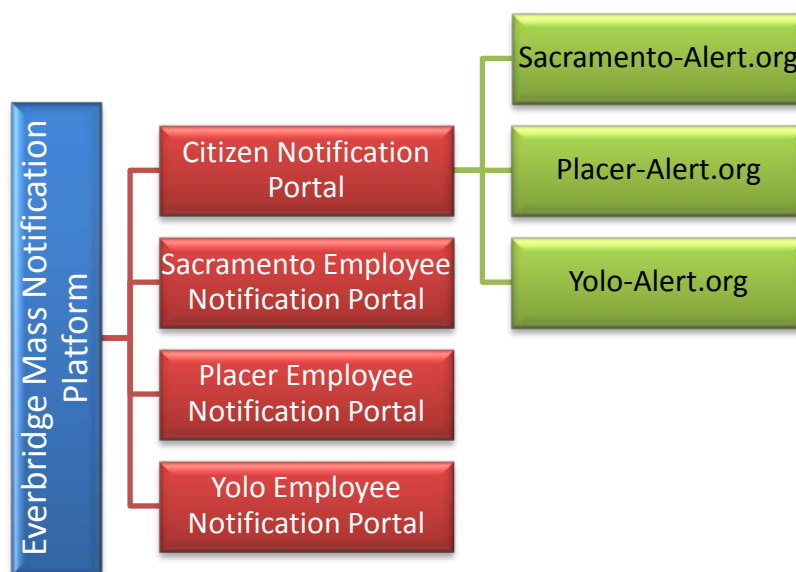 Everbridge Mass Notification
Platform
Citizen Notification
Portal
Sacramento Employee
Notification Portal
Placer Employee
Notification Portal
Yolo Employee
Notification Portal
Sacramento-Alert.org
Placer-Alert.org
Yolo-Alert.org